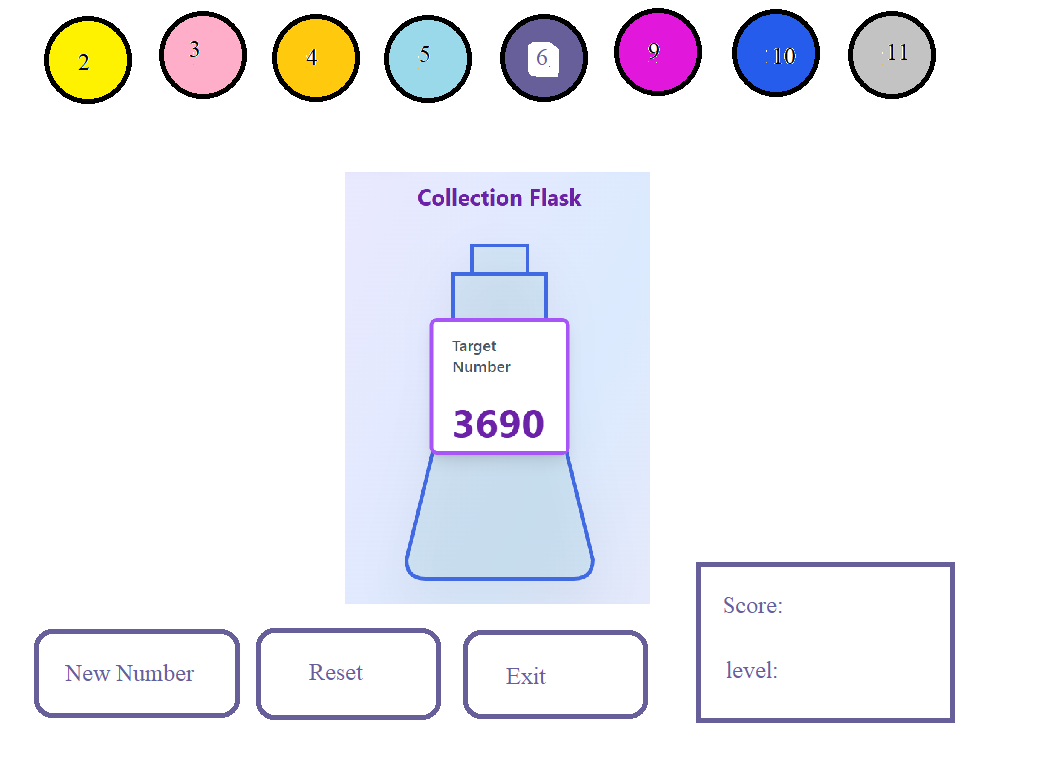 2 3 4 5 6 9 10 11
Collection Flask
Target
Number
3690
Score:
level:
New Number Reset Exit